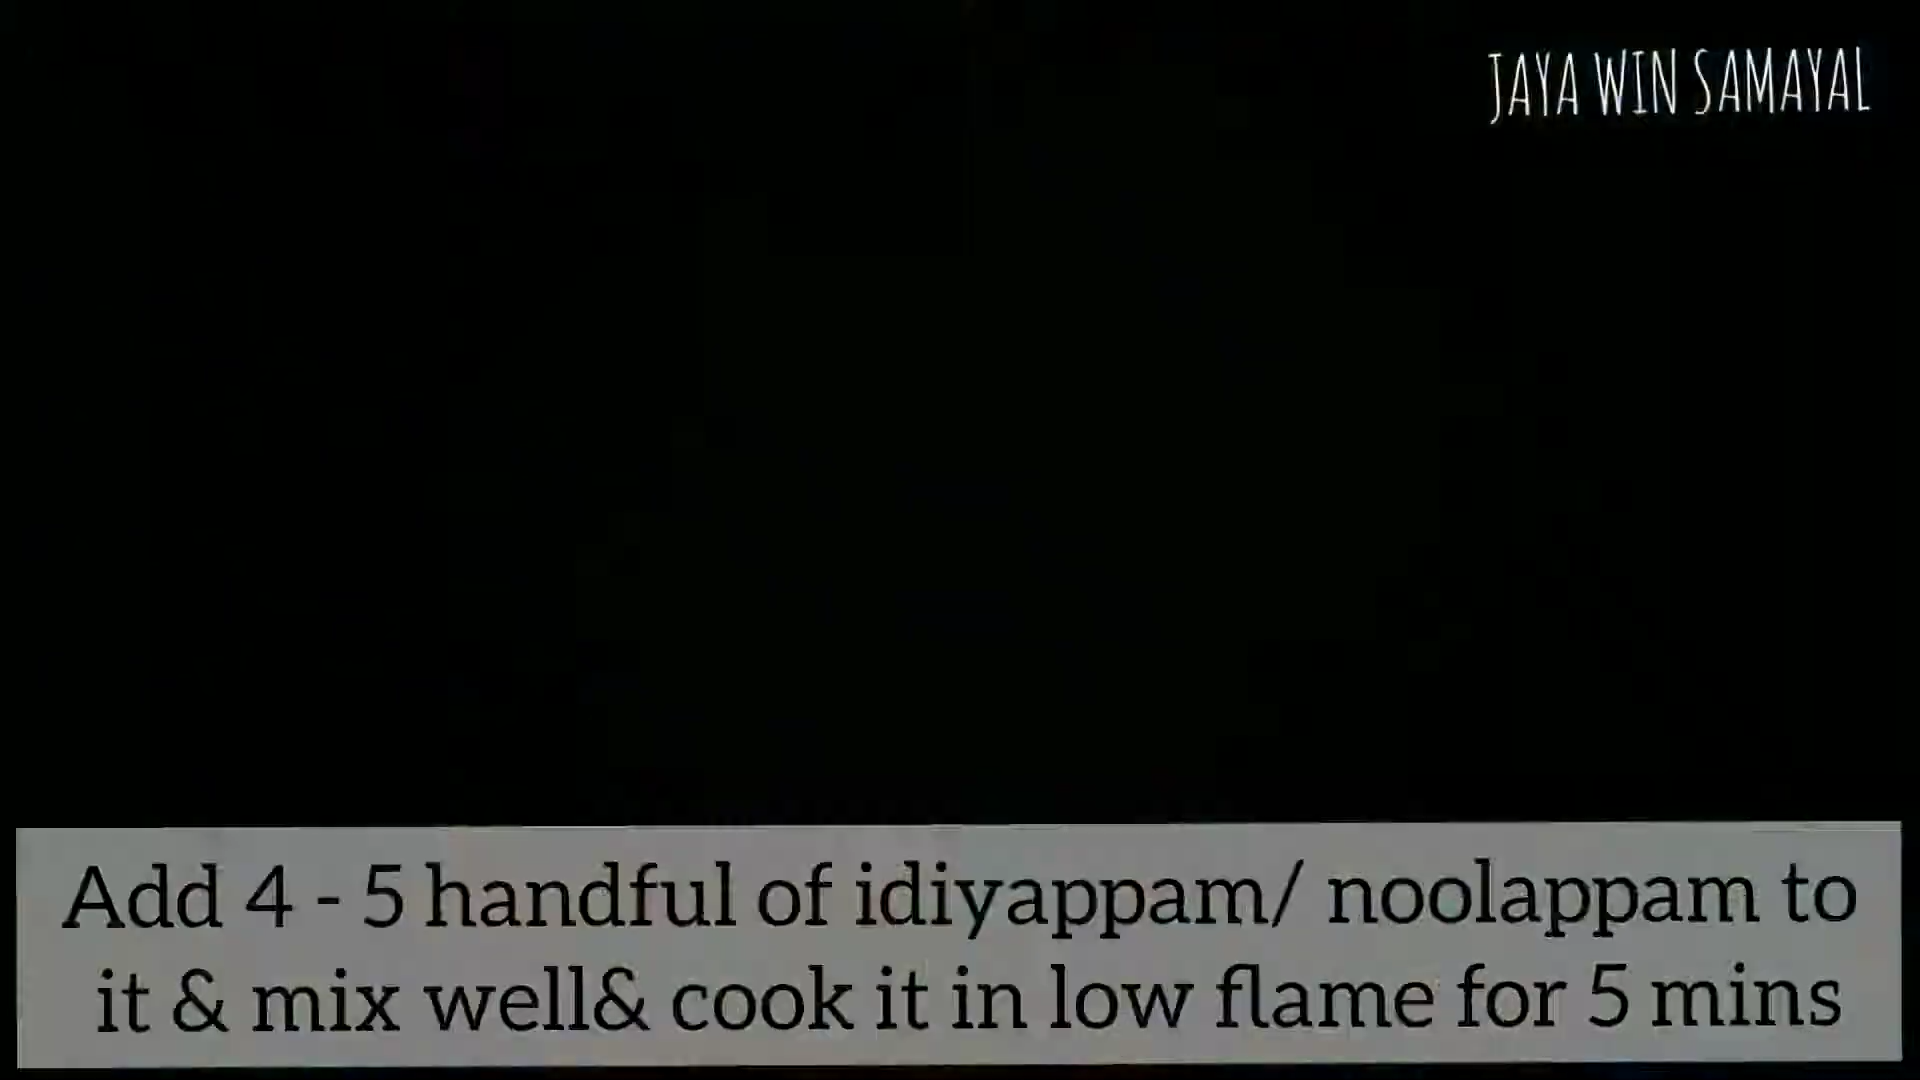 JAYA WIN SAMAYAL
Add 4 - 5 handful of idiyappam/ noolappam to
it & mix well& cook it in low flame for 5 mins